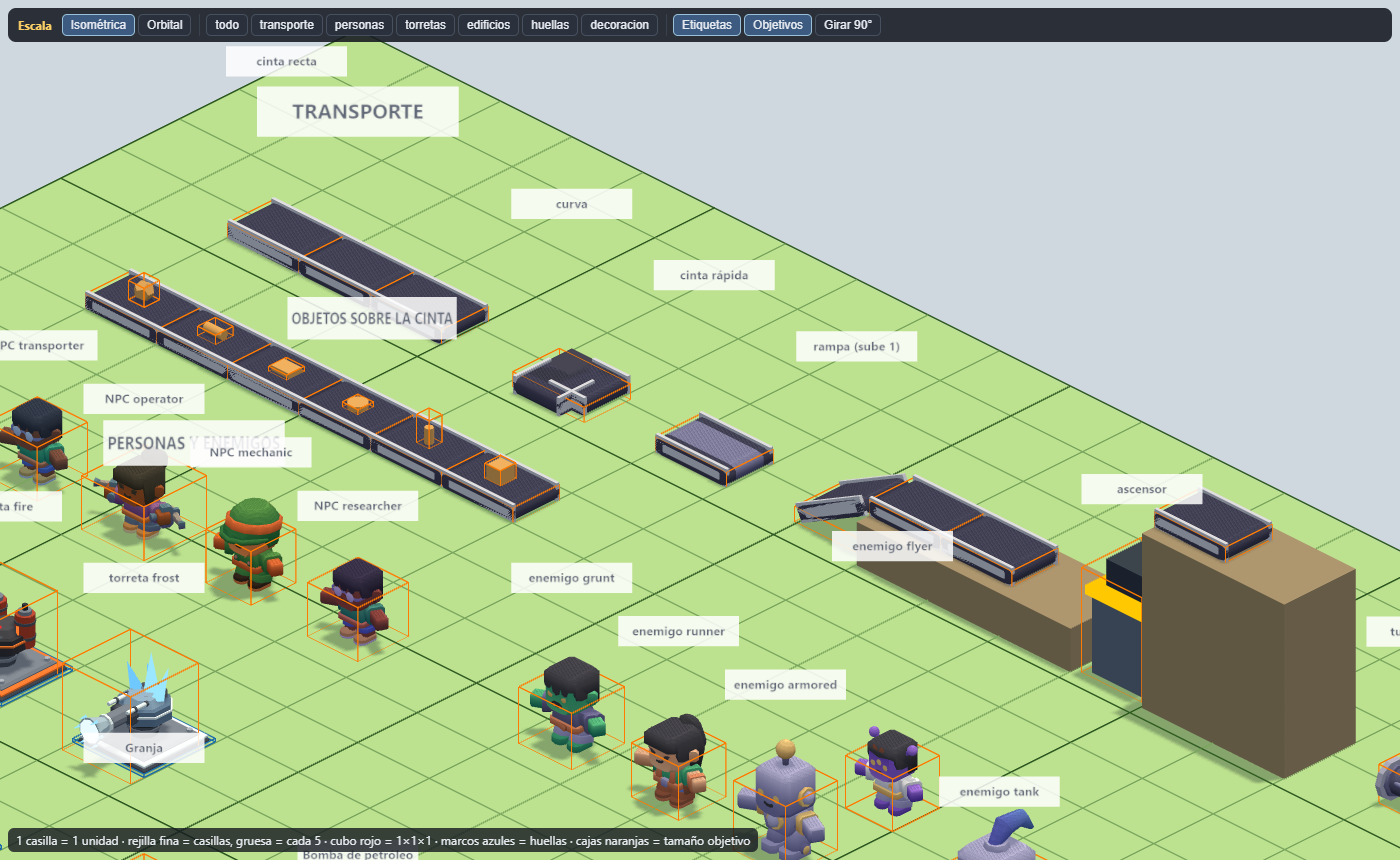 Escala Isométrica Orbital todo transporte personas torretas edificios huellas decoracion Etiquetas Objetivos Girar 90°
cinta recta
TRANSPORTE
curva
cinta rápida
OBJETOS SOBRE LA CINTA
PC transporter
rampa (sube 1)
NPC operator
PERSONAS Y ENEMIGOS
NPC mechanic
ascensor
ta fire
NPC researcher
enemigo flyer
torreta frost
enemigo grunt
enemigo runner
tu
enemigo armored
Granja
enemigo tank
1 casilla = 1 unidad · rejilla fina = casillas, gruesa = cada 5 · cubo rojo = 1×1×1 · marcos azules = huellas · cajas naranjas = tamaño objetivo
Bomba de petróleo